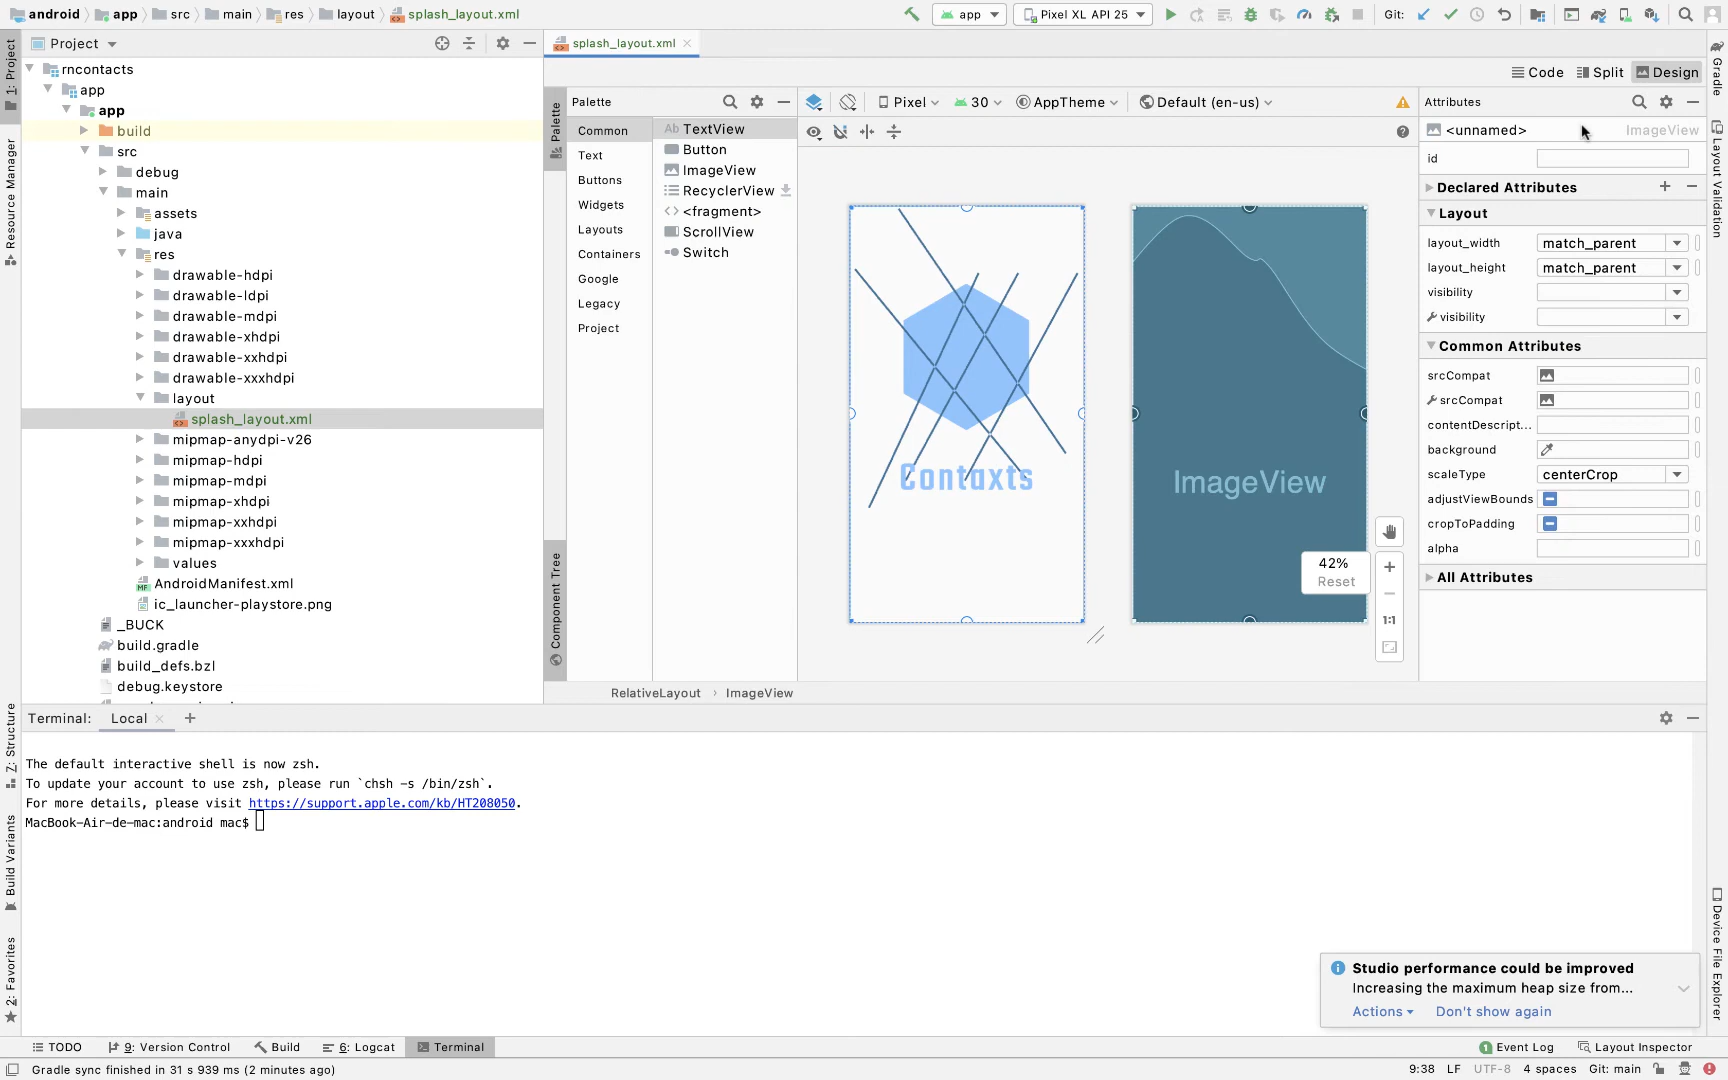 android app src main res layout splash_layout.xml
app Pixel XL API 25 Git:
1: Project
Resource Manager
Z: Structure
Build Variants
2: Favorites
Project
rncontacts
app
app
build
src
debug
main
assets
java
res
drawable-hdpi
drawable-ldpi
drawable-mdpi
drawable-xhdpi
drawable-xxhdpi
drawable-xxxhdpi
layout
splash_layout.xml
mipmap-anydpi-v26
mipmap-hdpi
mipmap-mdpi
mipmap-xhdpi
mipmap-xxhdpi
mipmap-xxxhdpi
values
AndroidManifest.xml
ic_launcher-playstore.png
_BUCK
build.gradle
build_defs.bzl
debug.keystore
splash_layout.xml
Code Split Design
Palette
Component Tree
Palette
Common
Text
Buttons
Widgets
Layouts
Containers
Google
Legacy
Project
Ab TextView
Button
ImageView
RecyclerView
<fragment>
ScrollView
Switch
Pixel 30 AppTheme Default (en-us)
Contaxts
ImageView
42%
Reset
1:1
RelativeLayout › ImageView
Attributes
<unnamed> ImageView
id
Declared Attributes
Layout
layout_width match_parent
layout_height match_parent
visibility
visibility
Common Attributes
srcCompat
srcCompat
contentDescript...
background
scaleType centerCrop
adjustViewBounds
cropToPadding
alpha
All Attributes
Gradle
Layout Validation
Device File Explorer
Terminal: Local
The default interactive shell is now zsh.
To update your account to use zsh, please run `chsh -s /bin/zsh`.
For more details, please visit https://support.apple.com/kb/HT208050.
MacBook-Air-de-mac:android mac$
Studio performance could be improved
Increasing the maximum heap size from...
Actions Don't show again
TODO 9: Version Control Build 6: Logcat Terminal
1 Event Log Layout Inspector
Gradle sync finished in 31 s 939 ms (2 minutes ago)
9:38 LF UTF-8 4 spaces Git: main